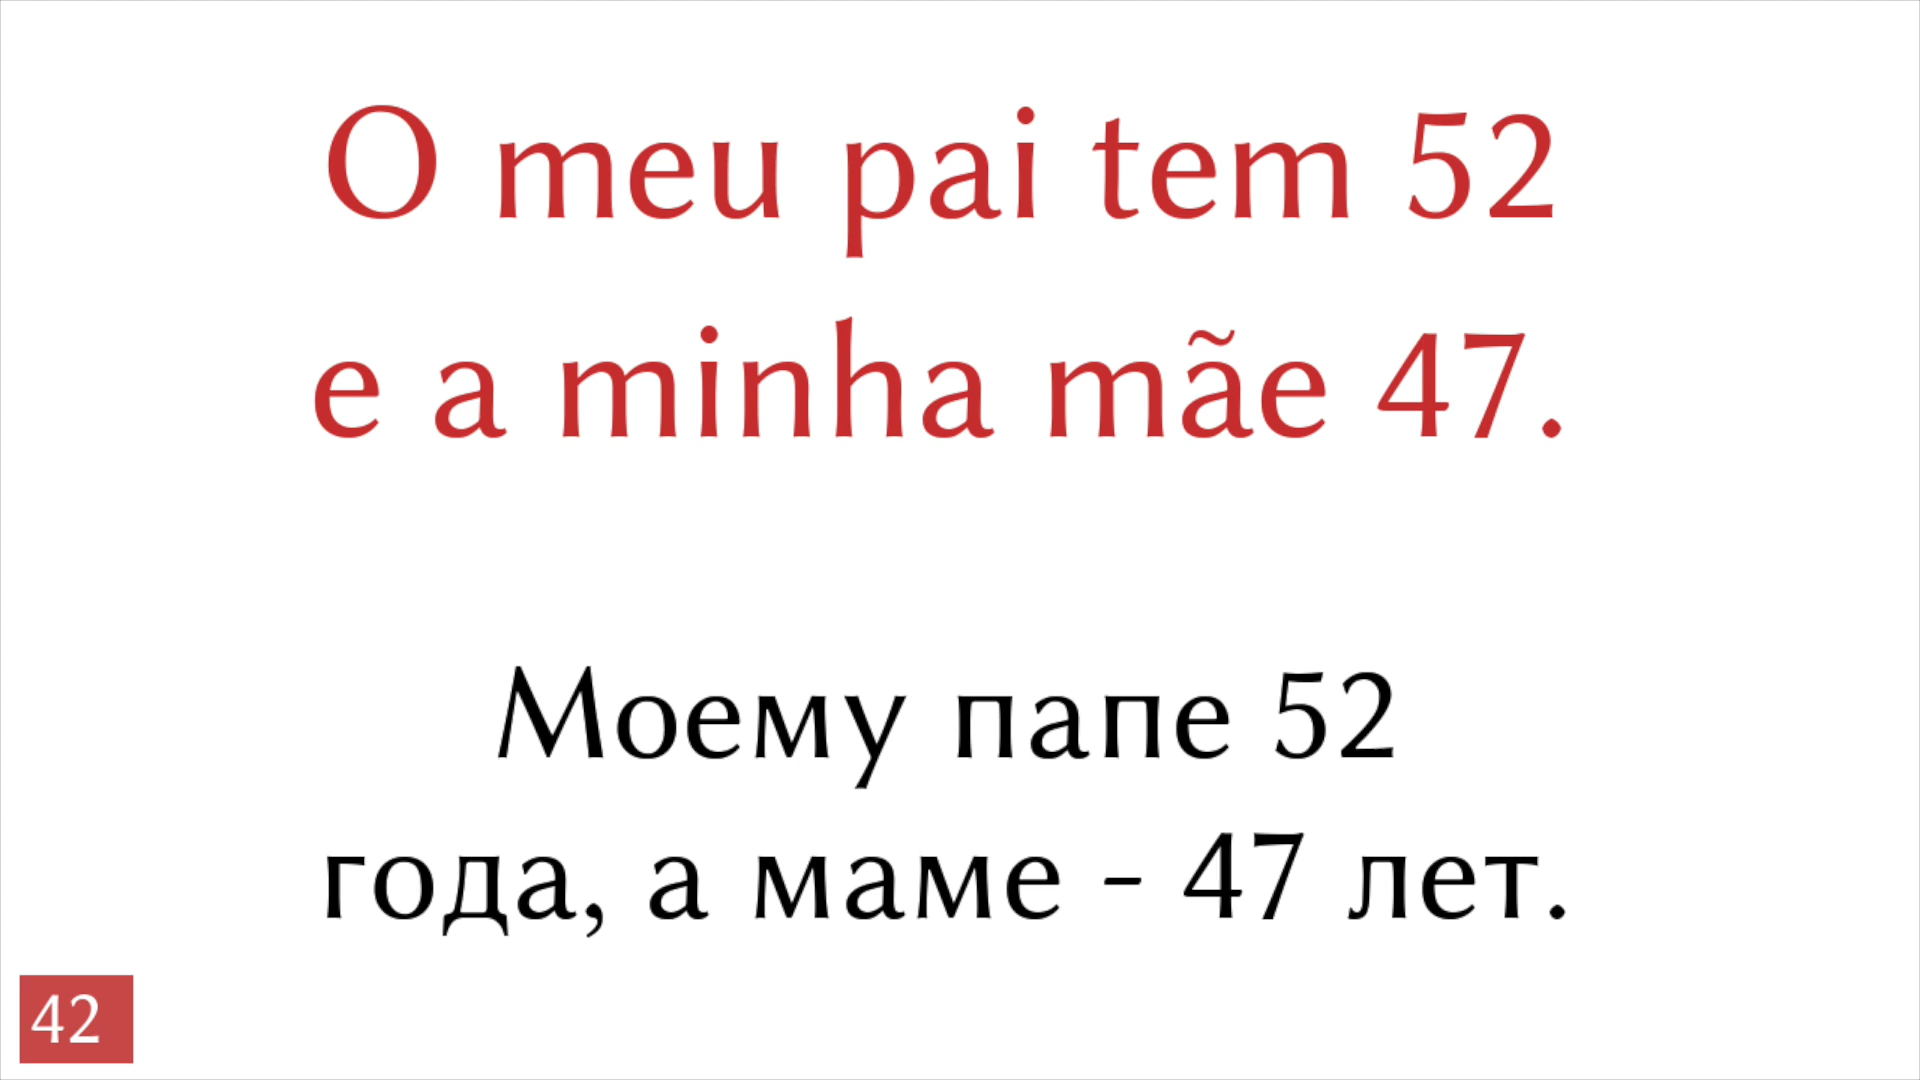 O meu pai tem 52
e a minha mãe 47.
Моему папе 52
года, а маме - 47 лет.
42